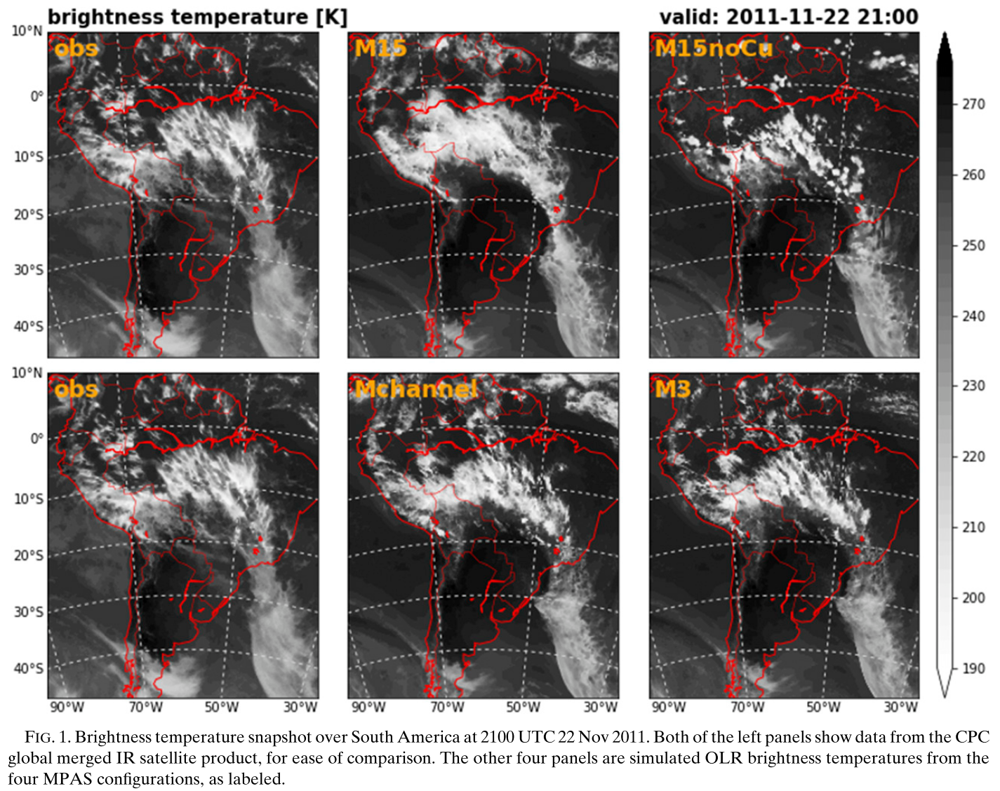 brightness temperature [K]
valid: 2011-11-22 21:00
10°N
0°
10°S
20°S
30°S
40°S
obs
M15
M15noCu
10°N
0°
10°S
20°S
30°S
40°S
obs
Mchannel
M3
90°W 70°W 50°W 30°W
90°W 70°W 50°W 30°W
90°W 70°W 50°W 30°W
270
260
250
240
230
220
210
200
190
FIG. 1. Brightness temperature snapshot over South America at 2100 UTC 22 Nov 2011. Both of the left panels show data from the CPC
global merged IR satellite product, for ease of comparison. The other four panels are simulated OLR brightness temperatures from the
four MPAS configurations, as labeled.